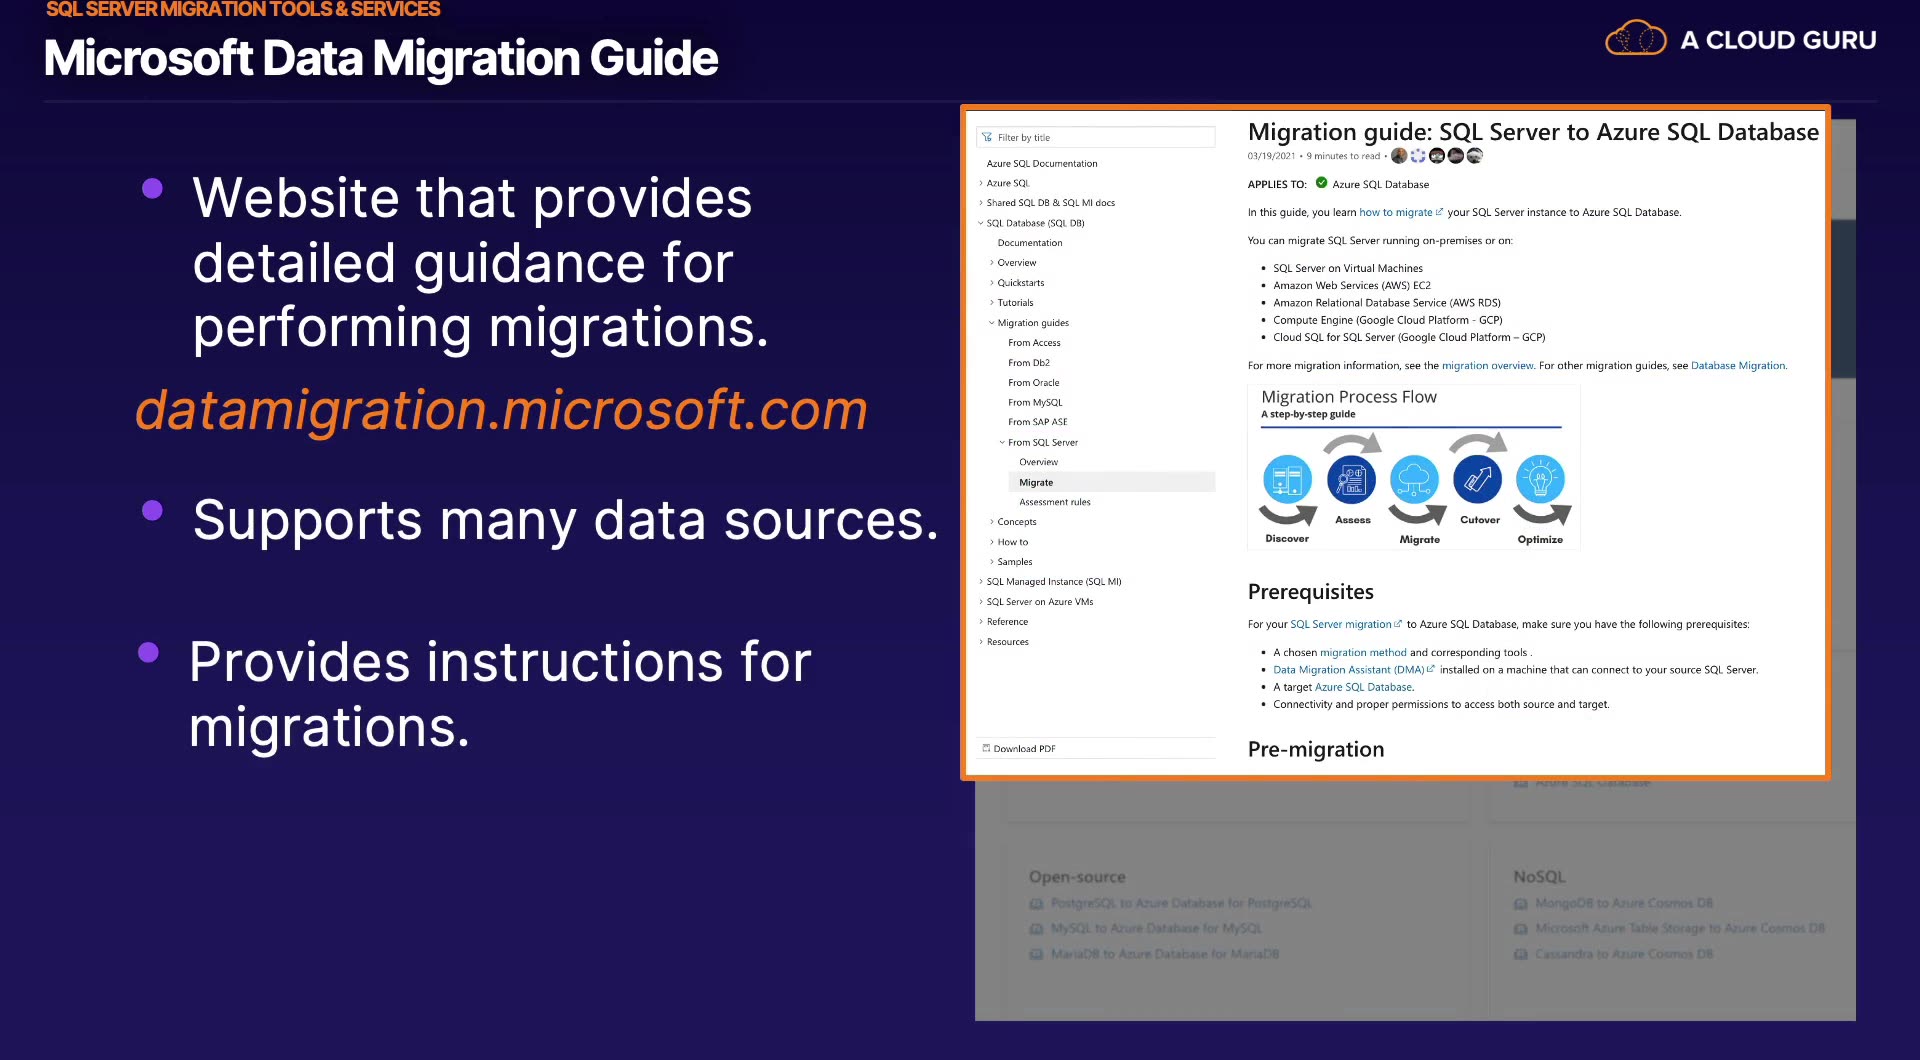 SQL SERVER MIGRATION TOOLS & SERVICES
Microsoft Data Migration Guide
A CLOUD GURU
Website that provides
detailed guidance for
performing migrations.
datamigration.microsoft.com
Supports many data sources.
Provides instructions for
migrations.
Filter by title
Azure SQL Documentation
Azure SQL
Shared SQL DB & SQL MI docs
SQL Database (SQL DB)
Documentation
Overview
Quickstarts
Tutorials
Migration guides
From Access
From Db2
From Oracle
From MySQL
From SAP ASE
From SQL Server
Overview
Migrate
Assessment rules
Concepts
How to
Samples
SQL Managed Instance (SQL MI)
SQL Server on Azure VMs
Reference
Resources
Download PDF
Migration guide: SQL Server to Azure SQL Database
03/19/2021 • 9 minutes to read •
APPLIES TO: Azure SQL Database
In this guide, you learn how to migrate your SQL Server instance to Azure SQL Database.
You can migrate SQL Server running on-premises or on:
• SQL Server on Virtual Machines
• Amazon Web Services (AWS) EC2
• Amazon Relational Database Service (AWS RDS)
• Compute Engine (Google Cloud Platform - GCP)
• Cloud SQL for SQL Server (Google Cloud Platform – GCP)
For more migration information, see the migration overview. For other migration guides, see Database Migration.
Migration Process Flow
A step-by-step guide
Discover
Assess
Migrate
Cutover
Optimize
Prerequisites
For your SQL Server migration to Azure SQL Database, make sure you have the following prerequisites:
• A chosen migration method and corresponding tools .
• Data Migration Assistant (DMA) installed on a machine that can connect to your source SQL Server.
• A target Azure SQL Database.
• Connectivity and proper permissions to access both source and target.
Pre-migration
Azure SQL Database
Open-source
PostgreSQL to Azure Database for PostgreSQL
MySQL to Azure Database for MySQL
MariaDB to Azure Database for MariaDB
NoSQL
MongoDB to Azure Cosmos DB
Microsoft Azure Table Storage to Azure Cosmos DB
Cassandra to Azure Cosmos DB